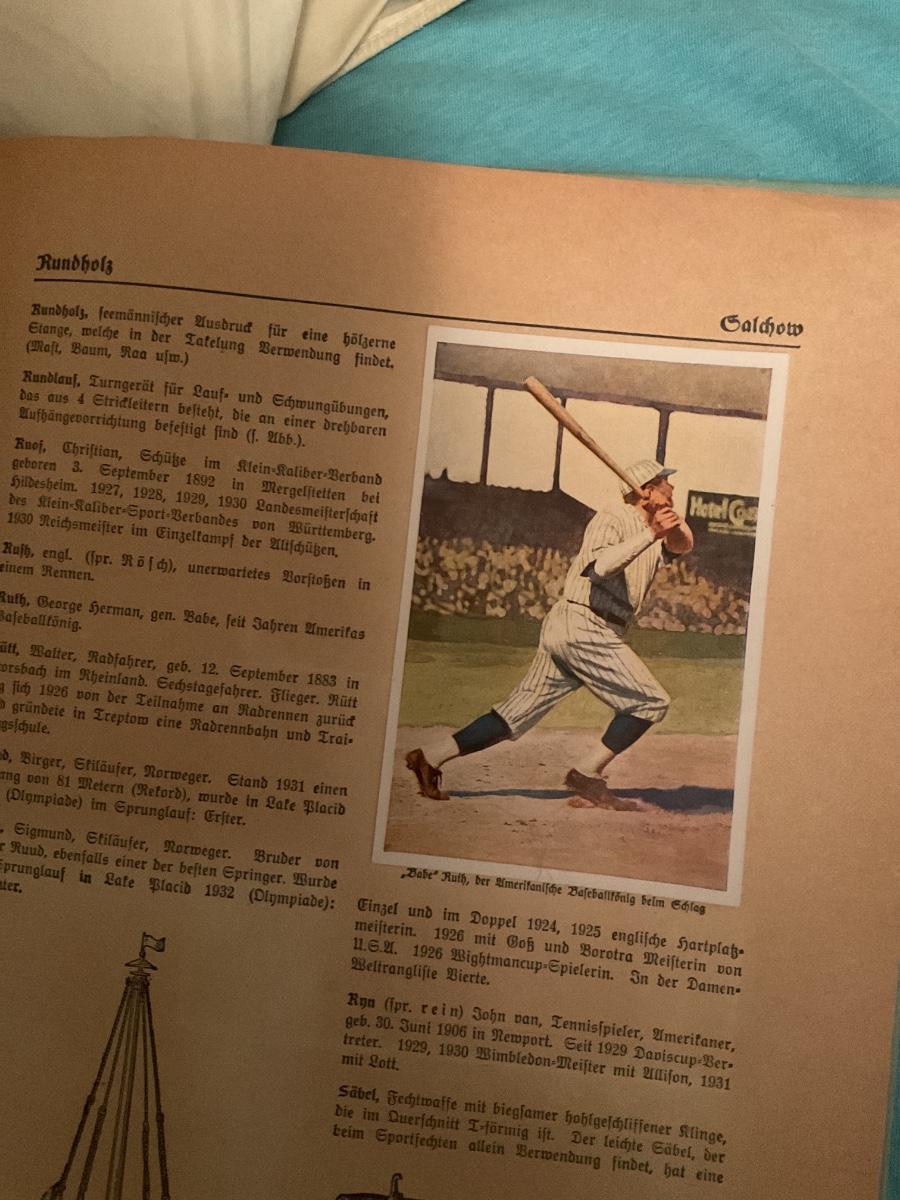 Rundholz
Salchow
Rundholz, seemännischer Ausdruck für eine hölzerne
Stange, welche in der Takelung Verwendung findet.
(Mast, Baum, Raa usw.)
Rundlauf, Turngerät für Lauf- und Schwungübungen,
das aus 4 Strickleitern besteht, die an einer drehbaren
Aufhängevorrichtung befestigt sind (s. Abb.).
Ruof, Christian, Schütze im Klein-Kaliber-Verband
geboren 3. September 1892 in Mergelstetten bei
Hildesheim. 1927, 1928, 1929, 1930 Landesmeisterschaft
des Klein-Kaliber-Sport-Verbandes von Württemberg.
1930 Reichsmeister im Einzelkampf der Altschützen.
Rush, engl. (spr. Rösch), unerwartetes Vorstoßen in
einem Rennen.
Ruth, George Herman, gen. Babe, seit Jahren Amerikas
Baseballkönig.
ütt, Walter, Radfahrer, geb. 12. September 1883 in
orsbach im Rheinland. Sechstagefahrer. Flieger. Rütt
g sich 1926 von der Teilnahme an Radrennen zurück
d gründete in Treptow eine Radrennbahn und Trai-
gsschule.
d, Birger, Skiläufer, Norweger. Stand 1931 einen
ang von 81 Metern (Rekord), wurde in Lake Placid
(Olympiade) im Sprunglauf: Erster.
, Sigmund, Skiläufer, Norweger. Bruder von
r Ruud, ebenfalls einer der besten Springer. Wurde
Sprunglauf in Lake Placid 1932 (Olympiade):
ter.
Hotel
„Babe" Ruth, der Amerikanische Baseballkönig beim Schlag
Einzel und im Doppel 1924, 1925 englische Hartplatz-
meisterin. 1926 mit Goß und Borotra Meisterin von
U.S.A. 1926 Wightmancup-Spielerin. In der Damen-
Weltrangliste Vierte.
Ryn (spr. rein) John van, Tennisspieler, Amerikaner,
geb. 30. Juni 1906 in Newport. Seit 1929 Daviscup-Ver-
treter. 1929, 1930 Wimbledon-Meister mit Allison, 1931
mit Lott.
Säbel, Fechtwaffe mit biegsamer hohlgeschliffener Klinge,
die im Querschnitt T-förmig ist. Der leichte Säbel, der
beim Sportfechten allein Verwendung findet, hat eine